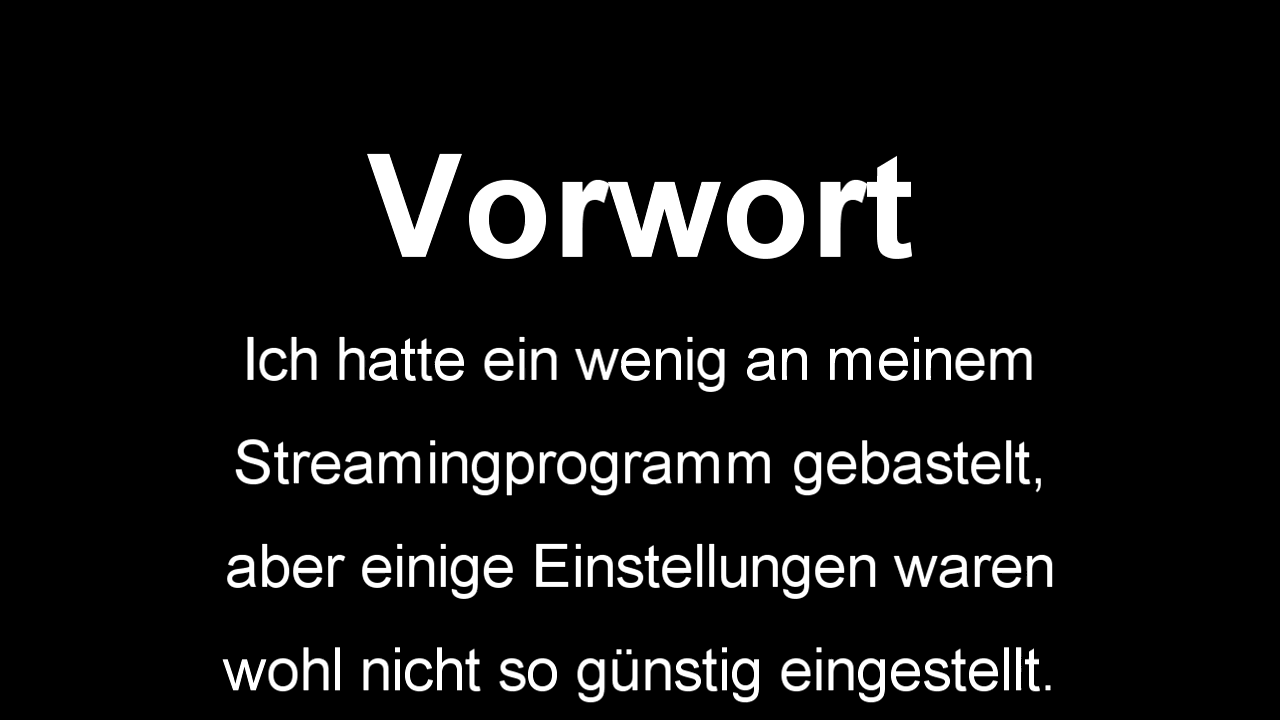 Vorwort
Ich hatte ein wenig an meinem
Streamingprogramm gebastelt,
aber einige Einstellungen waren
wohl nicht so günstig eingestellt.